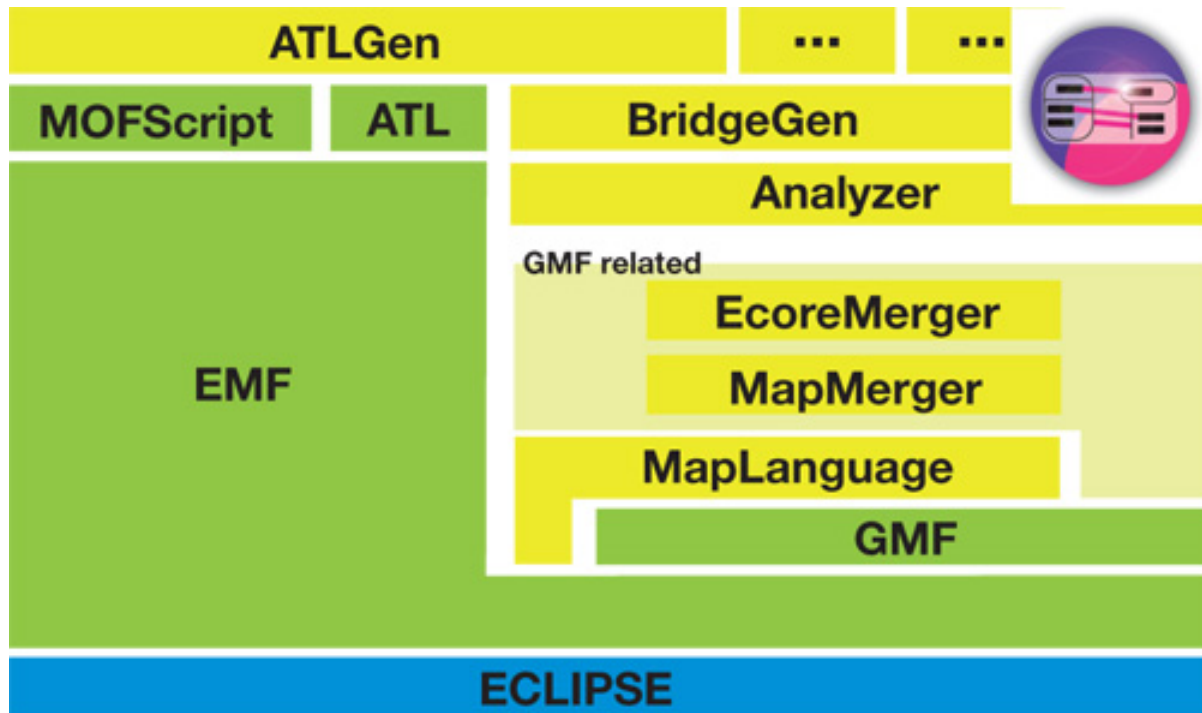 ATLGen ... ...
MOFScript ATL BridgeGen
Analyzer
GMF related
EcoreMerger
EMF MapMerger
MapLanguage
GMF
ECLIPSE